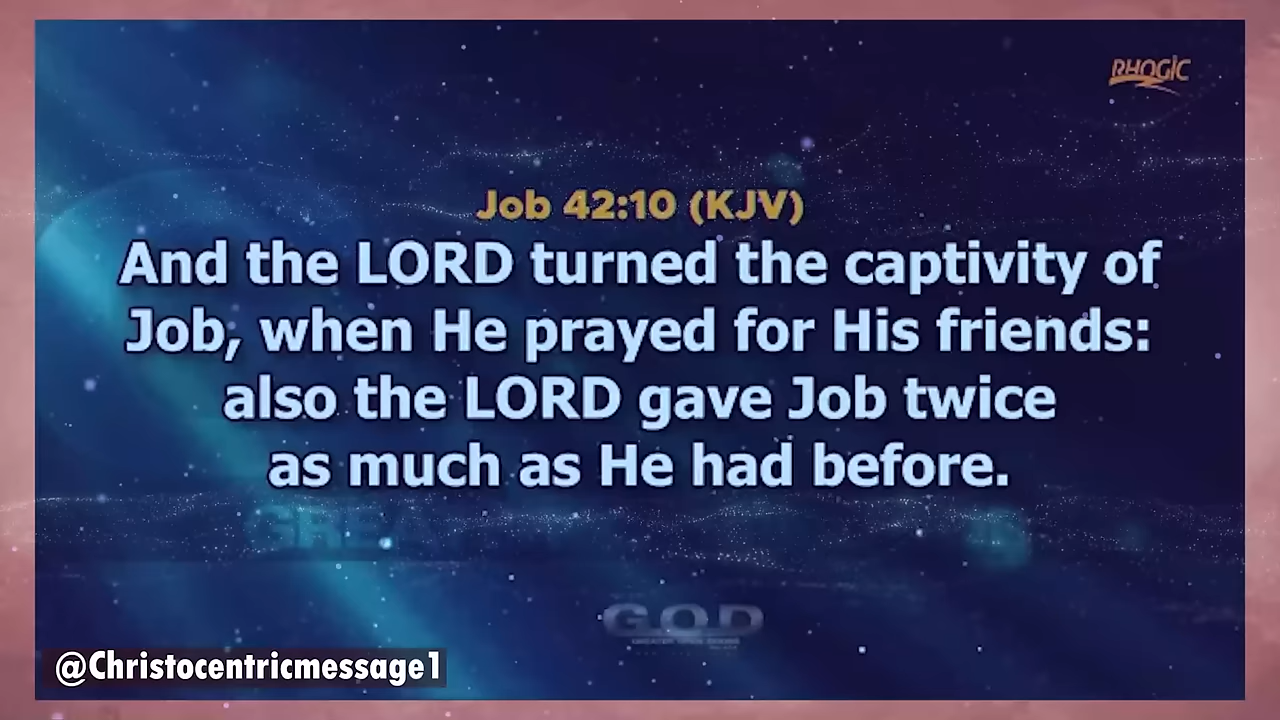 RHOGIC
Job 42:10 (KJV)
And the LORD turned the captivity of
Job, when He prayed for His friends:
also the LORD gave Job twice
as much as He had before.
G.O.D
@Christocentricmessage1